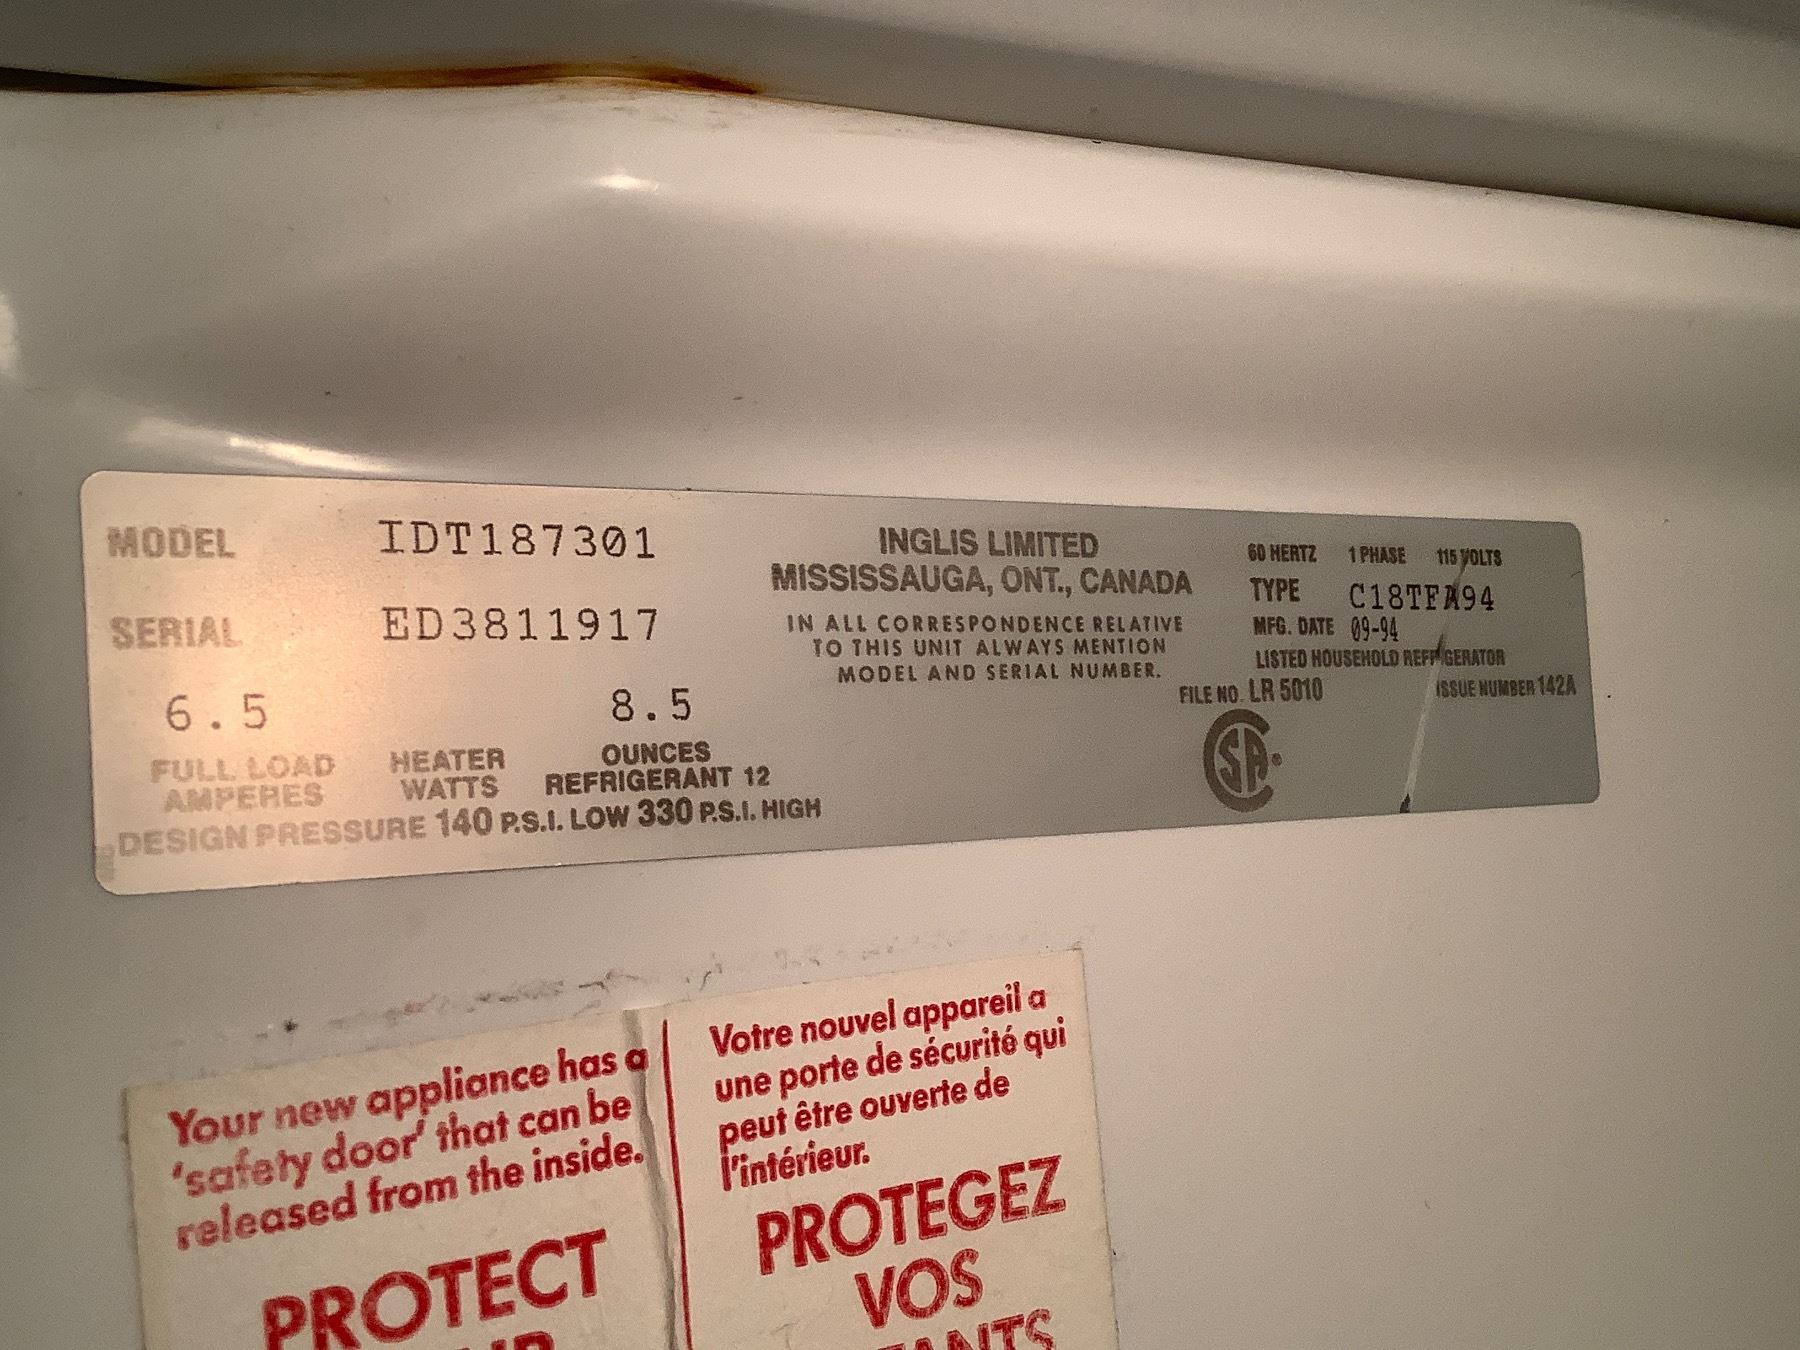 MODEL IDT187301
SERIAL ED3811917
6.5 8.5
FULL LOAD AMPERES HEATER WATTS OUNCES REFRIGERANT 12
DESIGN PRESSURE 140 P.S.I. LOW 330 P.S.I. HIGH
INGLIS LIMITED
MISSISSAUGA, ONT., CANADA
IN ALL CORRESPONDENCE RELATIVE
TO THIS UNIT ALWAYS MENTION
MODEL AND SERIAL NUMBER.
60 HERTZ 1 PHASE 115 VOLTS
TYPE C18TFA94
MFG. DATE 09-94
LISTED HOUSEHOLD REFRIGERATOR
FILE NO. LR 5010 ISSUE NUMBER 142A
CSA
Your new appliance has a
'safety door' that can be
released from the inside.
PROTECT
Votre nouvel appareil a
une porte de sécurité qui
peut être ouverte de
l'intérieur.
PROTEGEZ
VOS